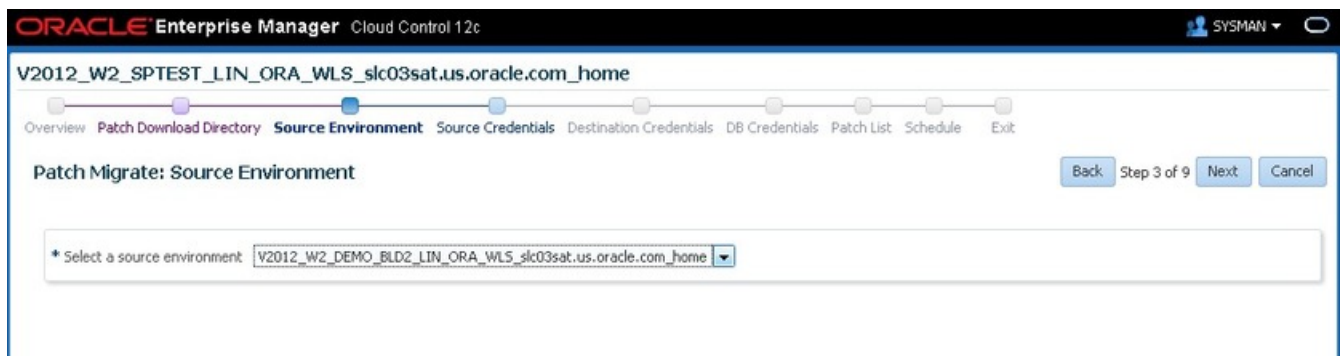 ORACLE Enterprise Manager Cloud Control 12c SYSMAN
V2012_W2_SPTEST_LIN_ORA_WLS_slc03sat.us.oracle.com_home
Overview Patch Download Directory Source Environment Source Credentials Destination Credentials DB Credentials Patch List Schedule Exit
Patch Migrate: Source Environment Back Step 3 of 9 Next Cancel
* Select a source environment V2012_W2_DEMO_BLD2_LIN_ORA_WLS_slc03sat.us.oracle.com_home